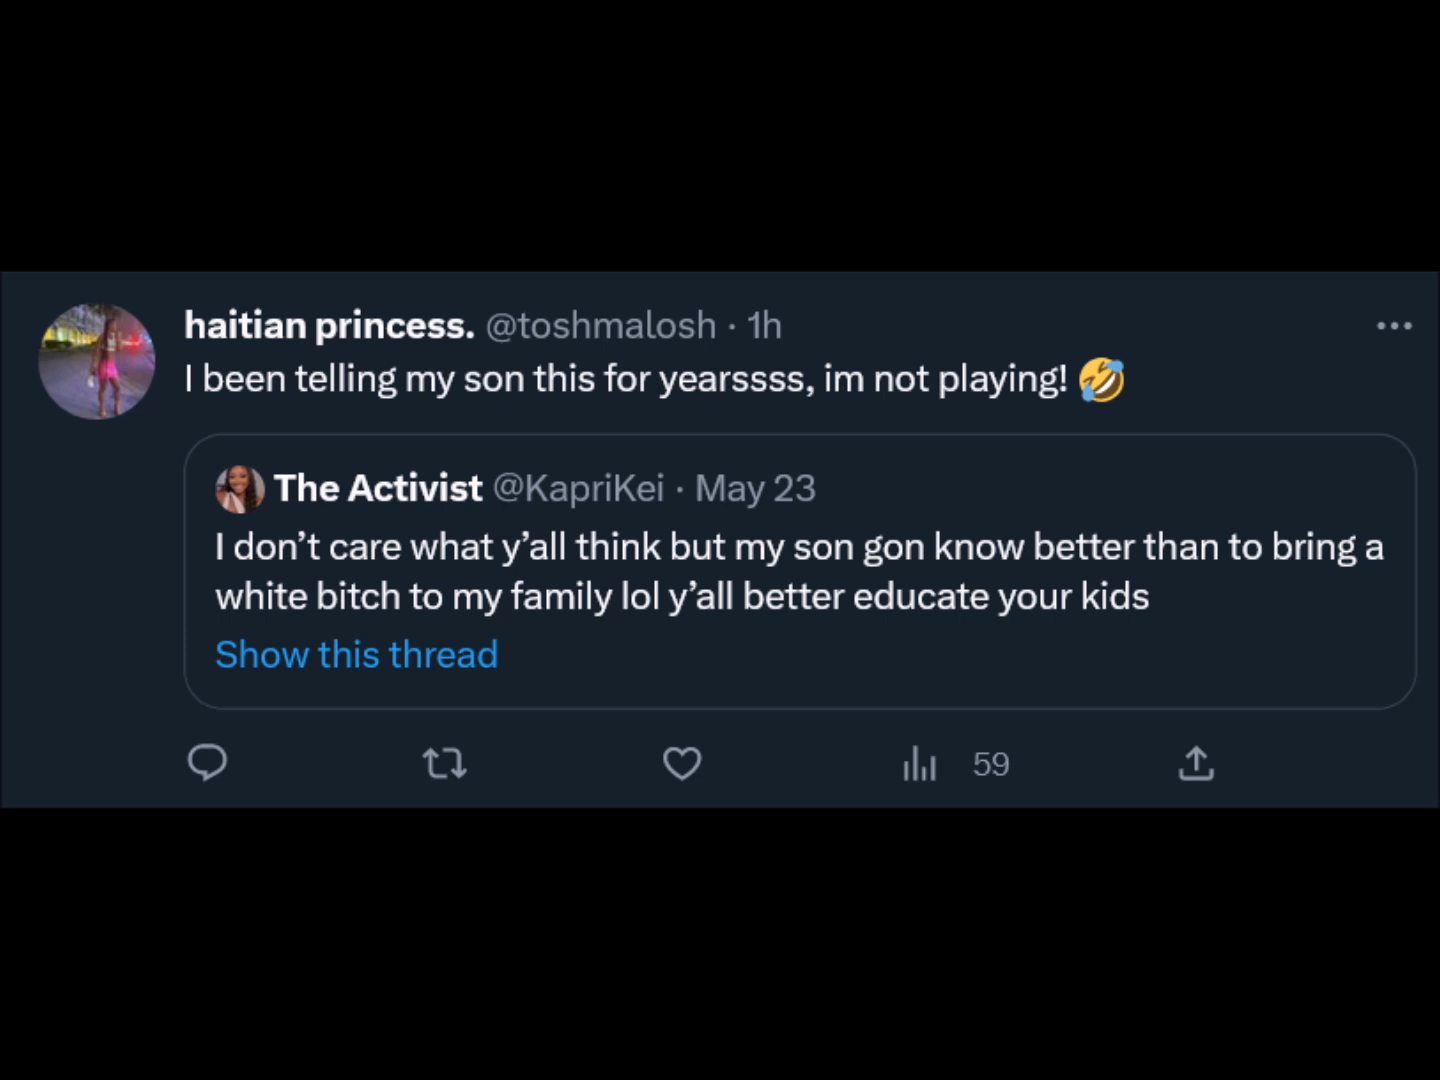 haitian princess. @toshmalosh · 1h
I been telling my son this for yearssss, im not playing! 🤣
The Activist @KapriKei · May 23
I don’t care what y’all think but my son gon know better than to bring a
white bitch to my family lol y’all better educate your kids
Show this thread
59